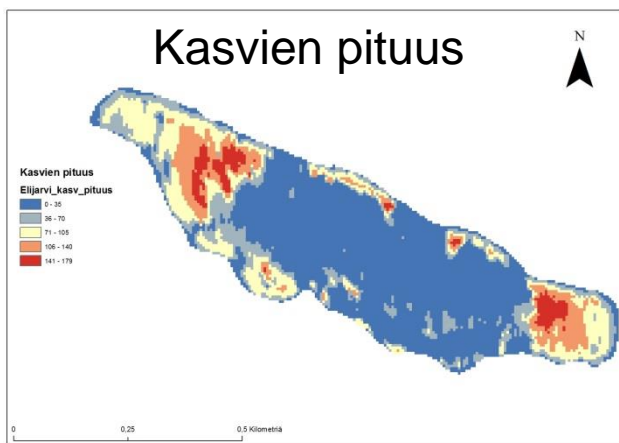 Kasvien pituus
N
Kasvien pituus
Elijarvi_kasv_pituus
0 - 35
36 - 70
71 - 105
106 - 140
141 - 179
0 0,25 0,5 Kilometriä